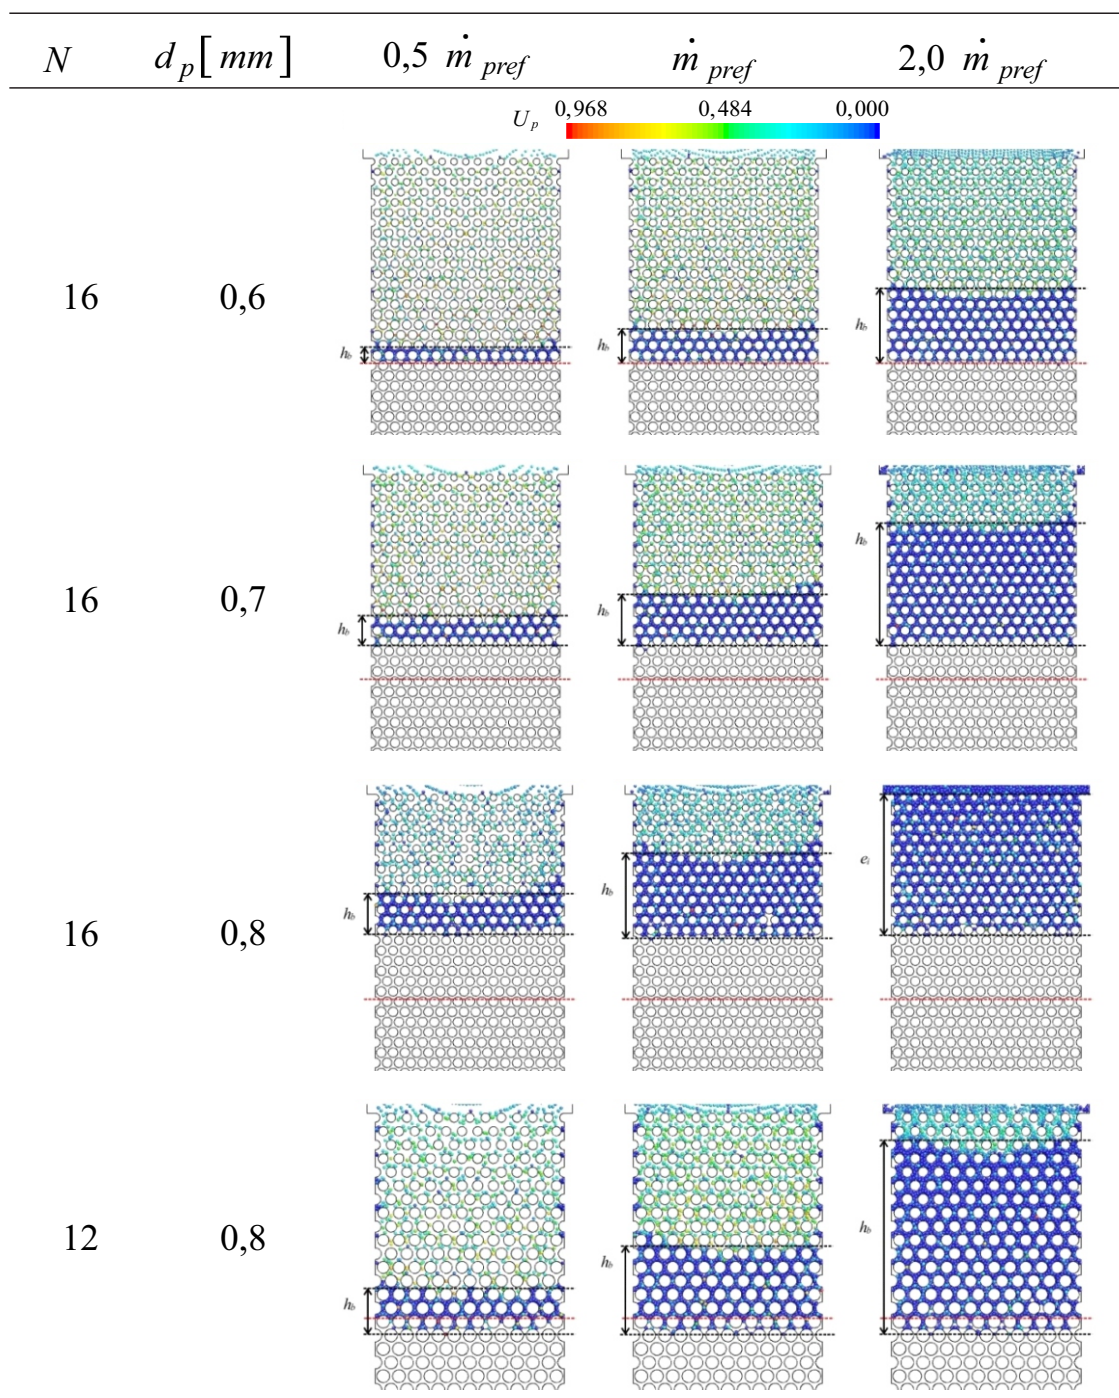 N d_p [mm] 0,5 ṁ_pref ṁ_pref 2,0 ṁ_pref
U_p 0,968 0,484 0,000
16 0,6
h_b h_b h_b
16 0,7
h_b h_b h_b
16 0,8
h_b h_b e_i
12 0,8
h_b h_b h_b